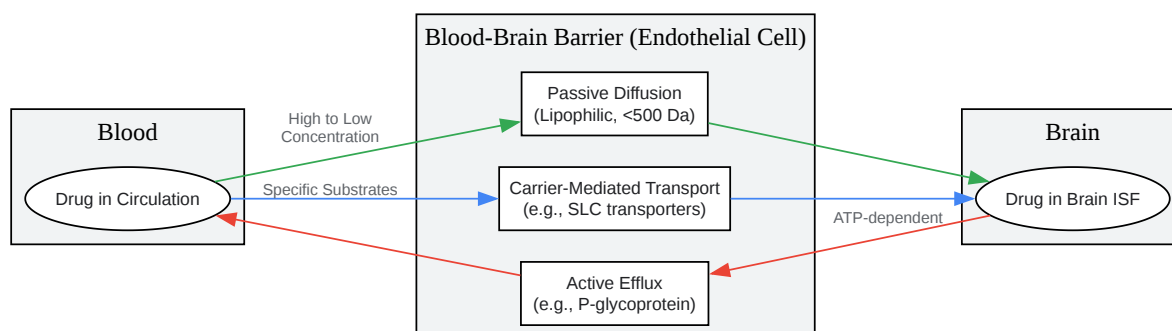 Blood-Brain Barrier (Endothelial Cell)
Passive Diffusion
(Lipophilic, <500 Da)
High to Low
Concentration
Blood
Brain
Drug in Circulation
Specific Substrates
Carrier-Mediated Transport
(e.g., SLC transporters)
ATP-dependent
Drug in Brain ISF
Active Efflux
(e.g., P-glycoprotein)